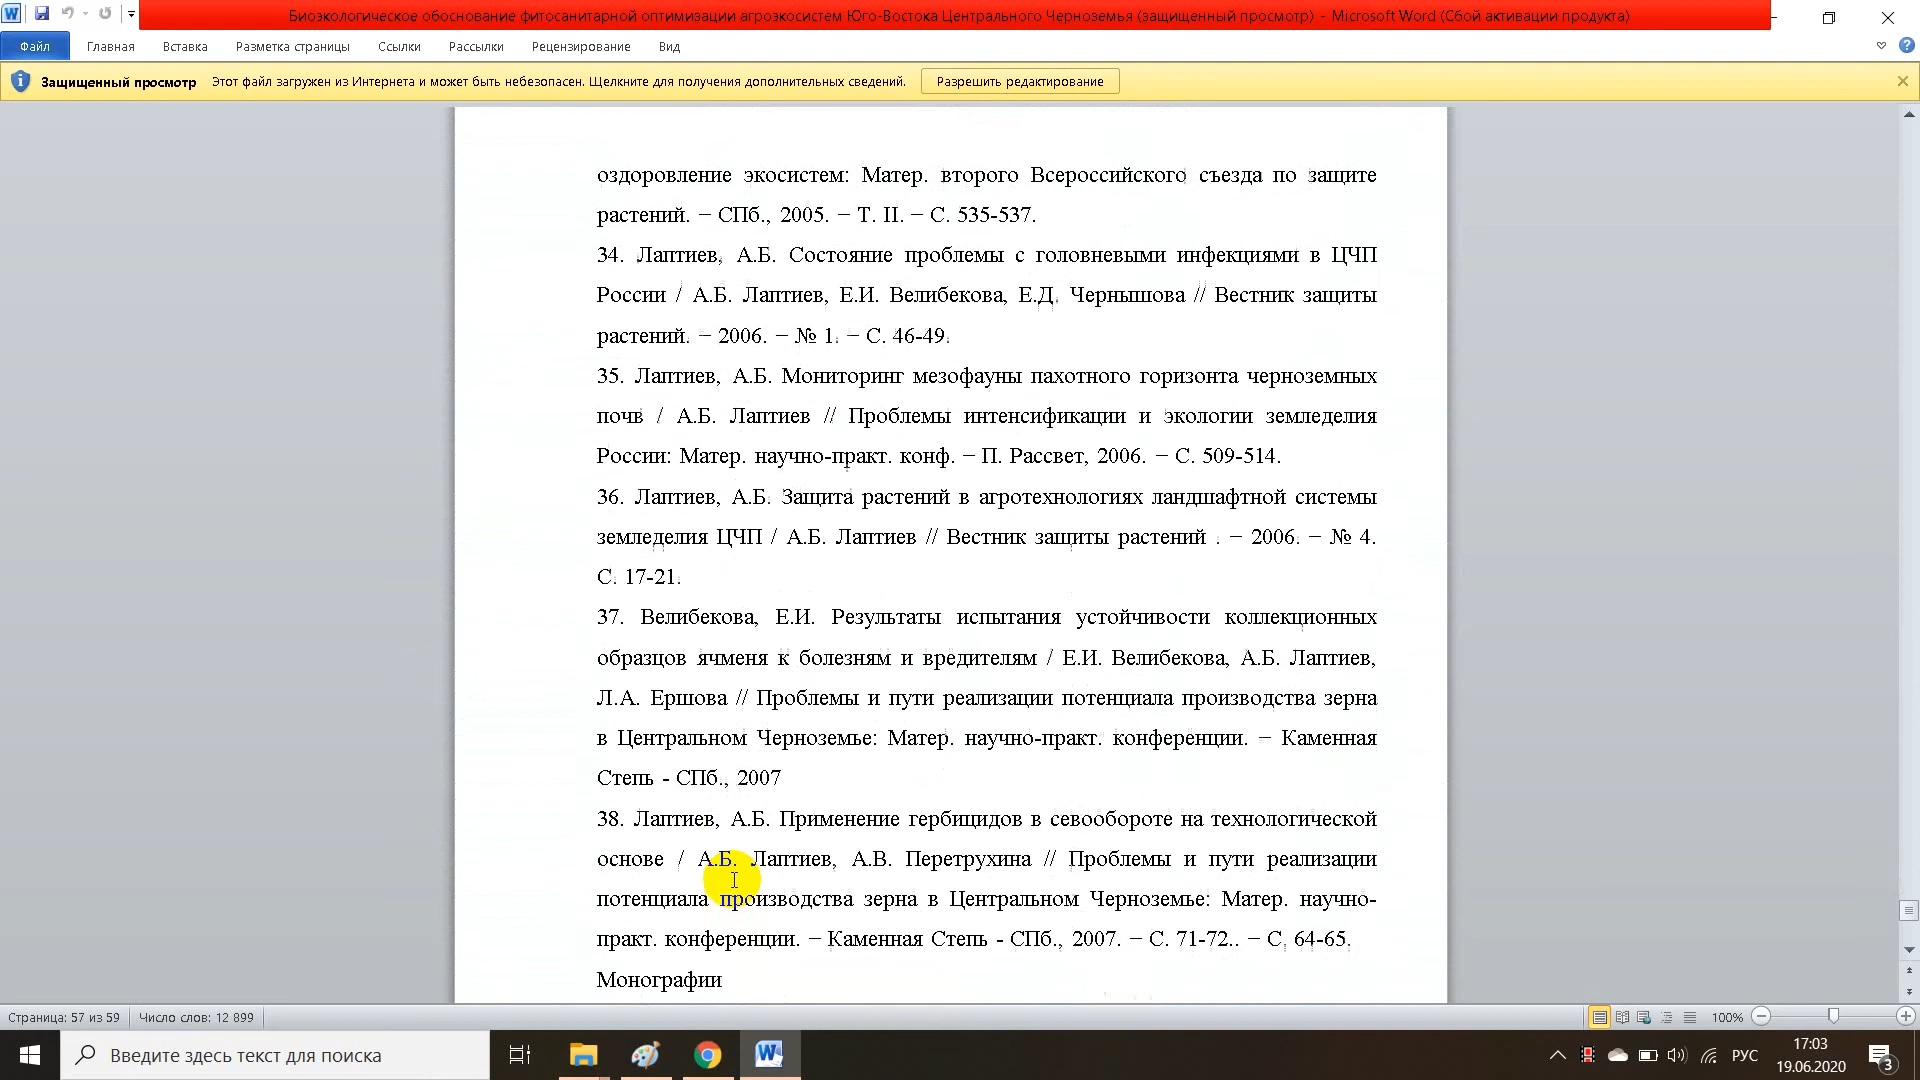 Биоэкологическое обоснование фитосанитарной оптимизации агроэкосистем Юго-Востока Центрального Черноземья (защищенный просмотр) - Microsoft Word (Сбой активации продукта)
Файл Главная Вставка Разметка страницы Ссылки Рассылки Рецензирование Вид
Защищенный просмотр Этот файл загружен из Интернета и может быть небезопасен. Щелкните для получения дополнительных сведений. Разрешить редактирование
оздоровление экосистем: Матер. второго Всероссийского съезда по защите
растений. − СПб., 2005. − Т. II. − С. 535-537.
34. Лаптиев, А.Б. Состояние проблемы с головневыми инфекциями в ЦЧП
России / А.Б. Лаптиев, Е.И. Велибекова, Е.Д. Чернышова // Вестник защиты
растений. − 2006. − № 1. − С. 46-49.
35. Лаптиев, А.Б. Мониторинг мезофауны пахотного горизонта черноземных
почв / А.Б. Лаптиев // Проблемы интенсификации и экологии земледелия
России: Матер. научно-практ. конф. − П. Рассвет, 2006. − С. 509-514.
36. Лаптиев, А.Б. Защита растений в агротехнологиях ландшафтной системы
земледелия ЦЧП / А.Б. Лаптиев // Вестник защиты растений . − 2006. − № 4.
С. 17-21.
37. Велибекова, Е.И. Результаты испытания устойчивости коллекционных
образцов ячменя к болезням и вредителям / Е.И. Велибекова, А.Б. Лаптиев,
Л.А. Ершова // Проблемы и пути реализации потенциала производства зерна
в Центральном Черноземье: Матер. научно-практ. конференции. − Каменная
Степь - СПб., 2007
38. Лаптиев, А.Б. Применение гербицидов в севообороте на технологической
основе / А.Б. Лаптиев, А.В. Перетрухина // Проблемы и пути реализации
потенциала производства зерна в Центральном Черноземье: Матер. научно-
практ. конференции. − Каменная Степь - СПб., 2007. − С. 71-72.. − С. 64-65.
Монографии
Страница: 57 из 59 Число слов: 12 899 100%
Введите здесь текст для поиска РУС 17:03
19.06.2020 3